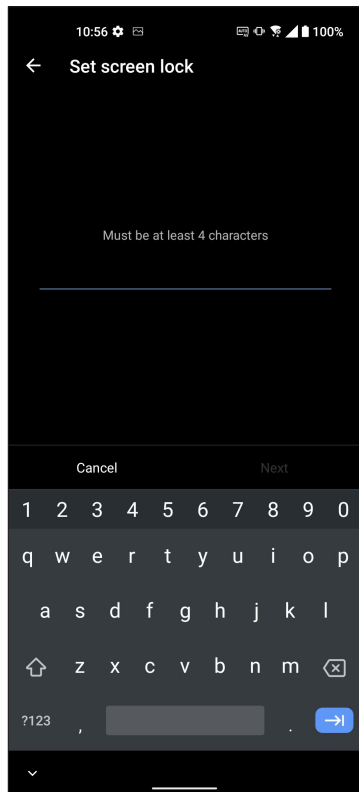 10:56 100%
Set screen lock
Must be at least 4 characters
Cancel Next
1 2 3 4 5 6 7 8 9 0
q w e r t y u i o p
a s d f g h j k l
z x c v b n m
?123 , .